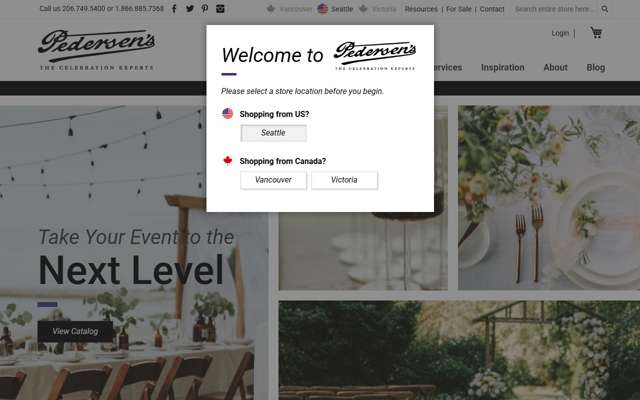 Call us 206.749.5400 or 1.866.885.7368
Vancouver
Seattle
Victoria
Resources | For Sale | Contact
Search entire store here...
Pedersen's
THE CELEBRATION EXPERTS
Login |
Inspiration
About
Blog
Welcome to
Pedersen's
THE CELEBRATION EXPERTS
Please select a store location before you begin.
Shopping from US?
Seattle
Shopping from Canada?
Vancouver
Victoria
Take Your Event to the
Next Level
View Catalog